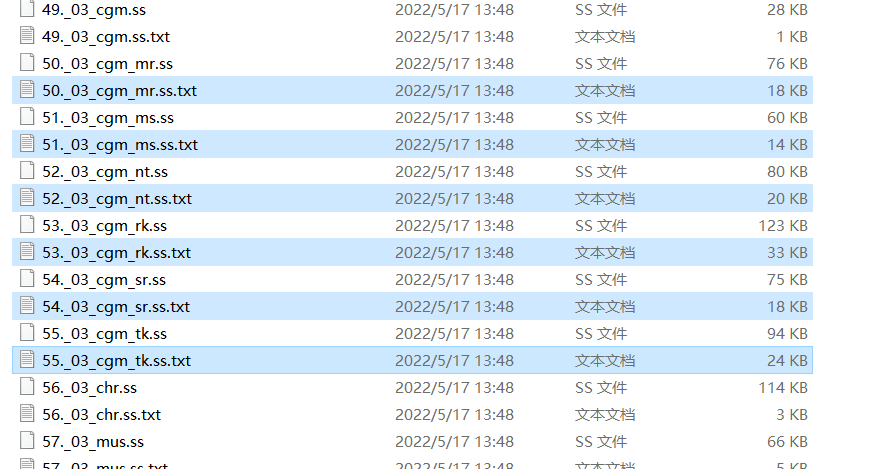 49._03_cgm.ss 2022/5/17 13:48 SS 文件 28 KB
49._03_cgm.ss.txt 2022/5/17 13:48 文本文档 1 KB
50._03_cgm_mr.ss 2022/5/17 13:48 SS 文件 76 KB
50._03_cgm_mr.ss.txt 2022/5/17 13:48 文本文档 18 KB
51._03_cgm_ms.ss 2022/5/17 13:48 SS 文件 60 KB
51._03_cgm_ms.ss.txt 2022/5/17 13:48 文本文档 14 KB
52._03_cgm_nt.ss 2022/5/17 13:48 SS 文件 80 KB
52._03_cgm_nt.ss.txt 2022/5/17 13:48 文本文档 20 KB
53._03_cgm_rk.ss 2022/5/17 13:48 SS 文件 123 KB
53._03_cgm_rk.ss.txt 2022/5/17 13:48 文本文档 33 KB
54._03_cgm_sr.ss 2022/5/17 13:48 SS 文件 75 KB
54._03_cgm_sr.ss.txt 2022/5/17 13:48 文本文档 18 KB
55._03_cgm_tk.ss 2022/5/17 13:48 SS 文件 94 KB
55._03_cgm_tk.ss.txt 2022/5/17 13:48 文本文档 24 KB
56._03_chr.ss 2022/5/17 13:48 SS 文件 114 KB
56._03_chr.ss.txt 2022/5/17 13:48 文本文档 3 KB
57._03_mus.ss 2022/5/17 13:48 SS 文件 66 KB
57._03_mus.ss.txt 2022/5/17 13:48 文本文档 5 KB